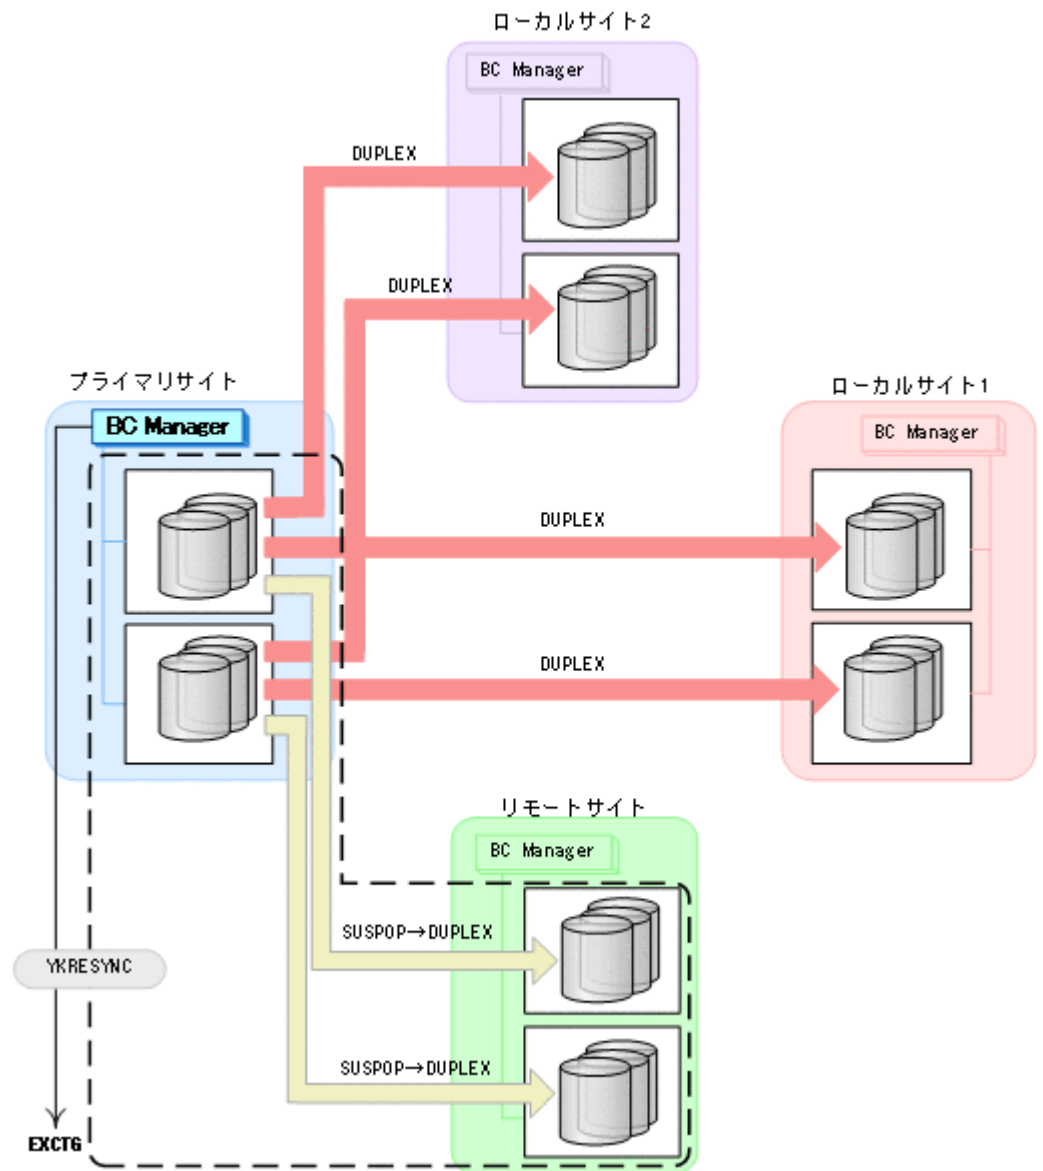 ローカルサイト2
BC Manager
DUPLEX
DUPLEX
プライマリサイト
BC Manager
ローカルサイト1
BC Manager
DUPLEX
DUPLEX
リモートサイト
BC Manager
SUSPOP→DUPLEX
YKRESYNC
SUSPOP→DUPLEX
EXCTG